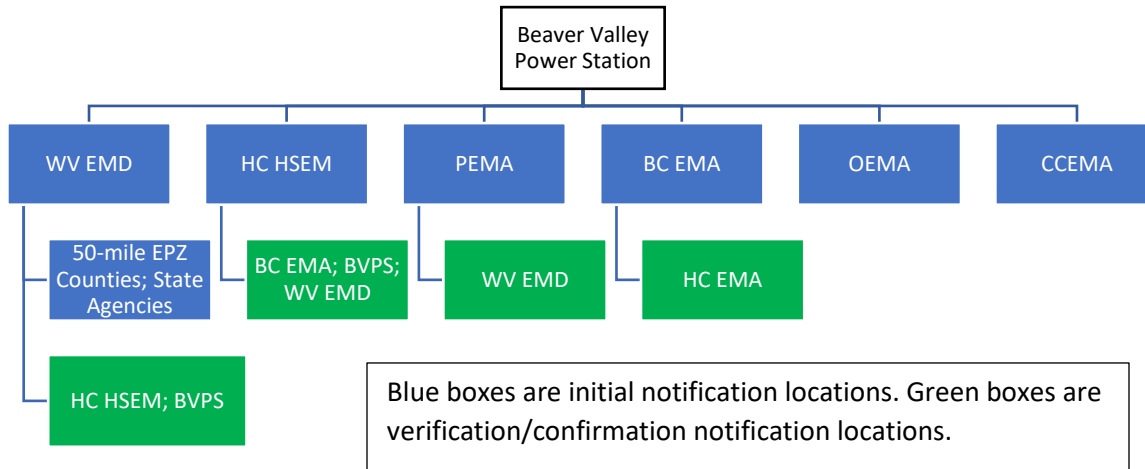 Beaver Valley
Power Station
WV EMD
HC HSEM
PEMA
BC EMA
OEMA
CCEMA
50-mile EPZ
Counties; State
Agencies
BC EMA; BVPS;
WV EMD
WV EMD
HC EMA
HC HSEM; BVPS
Blue boxes are initial notification locations. Green boxes are
verification/confirmation notification locations.